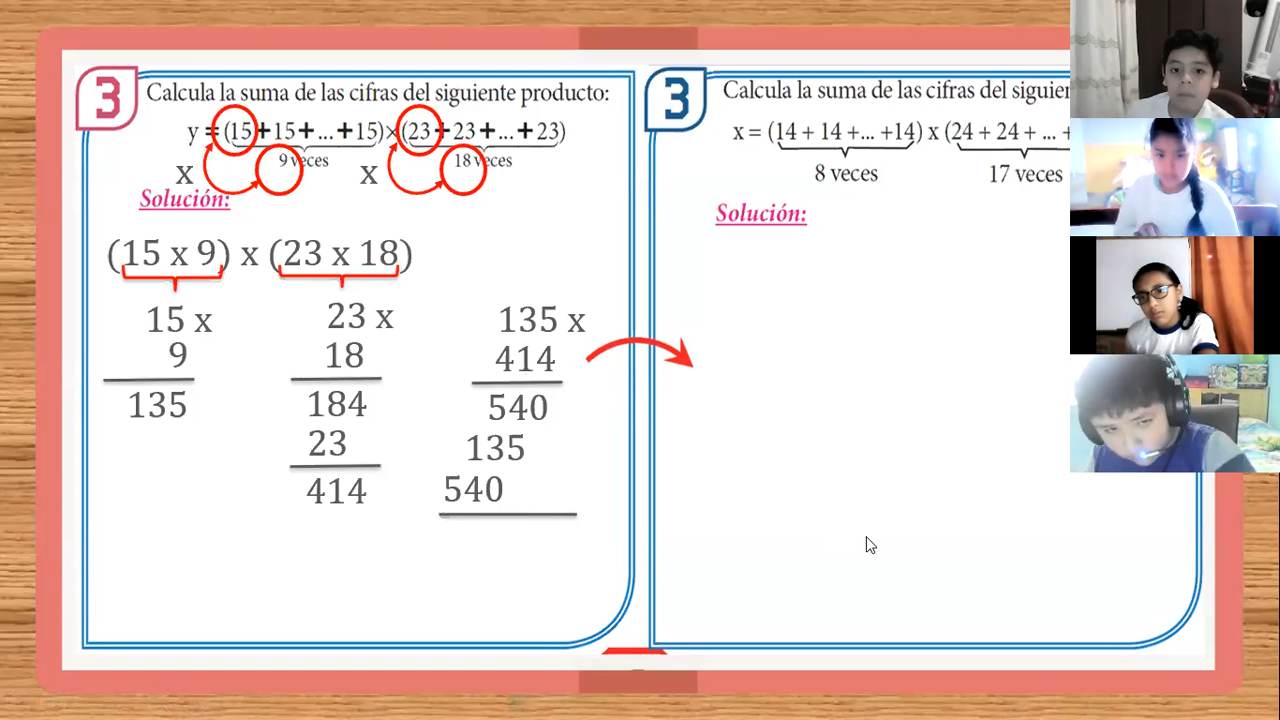 3
Calcula la suma de las cifras del siguiente producto:
y = (15+15+...+15)×(23+23+...+23)
9 veces 18 veces
x x
Solución:
(15 x 9) x (23 x 18)
15 x
9
135
23 x
18
184
23
414
135 x
414
540
135
540
3
Calcula la suma de las cifras del
x = (14 + 14 +... +14) x (24 + 24 + ... +
8 veces 17 veces
Solución: